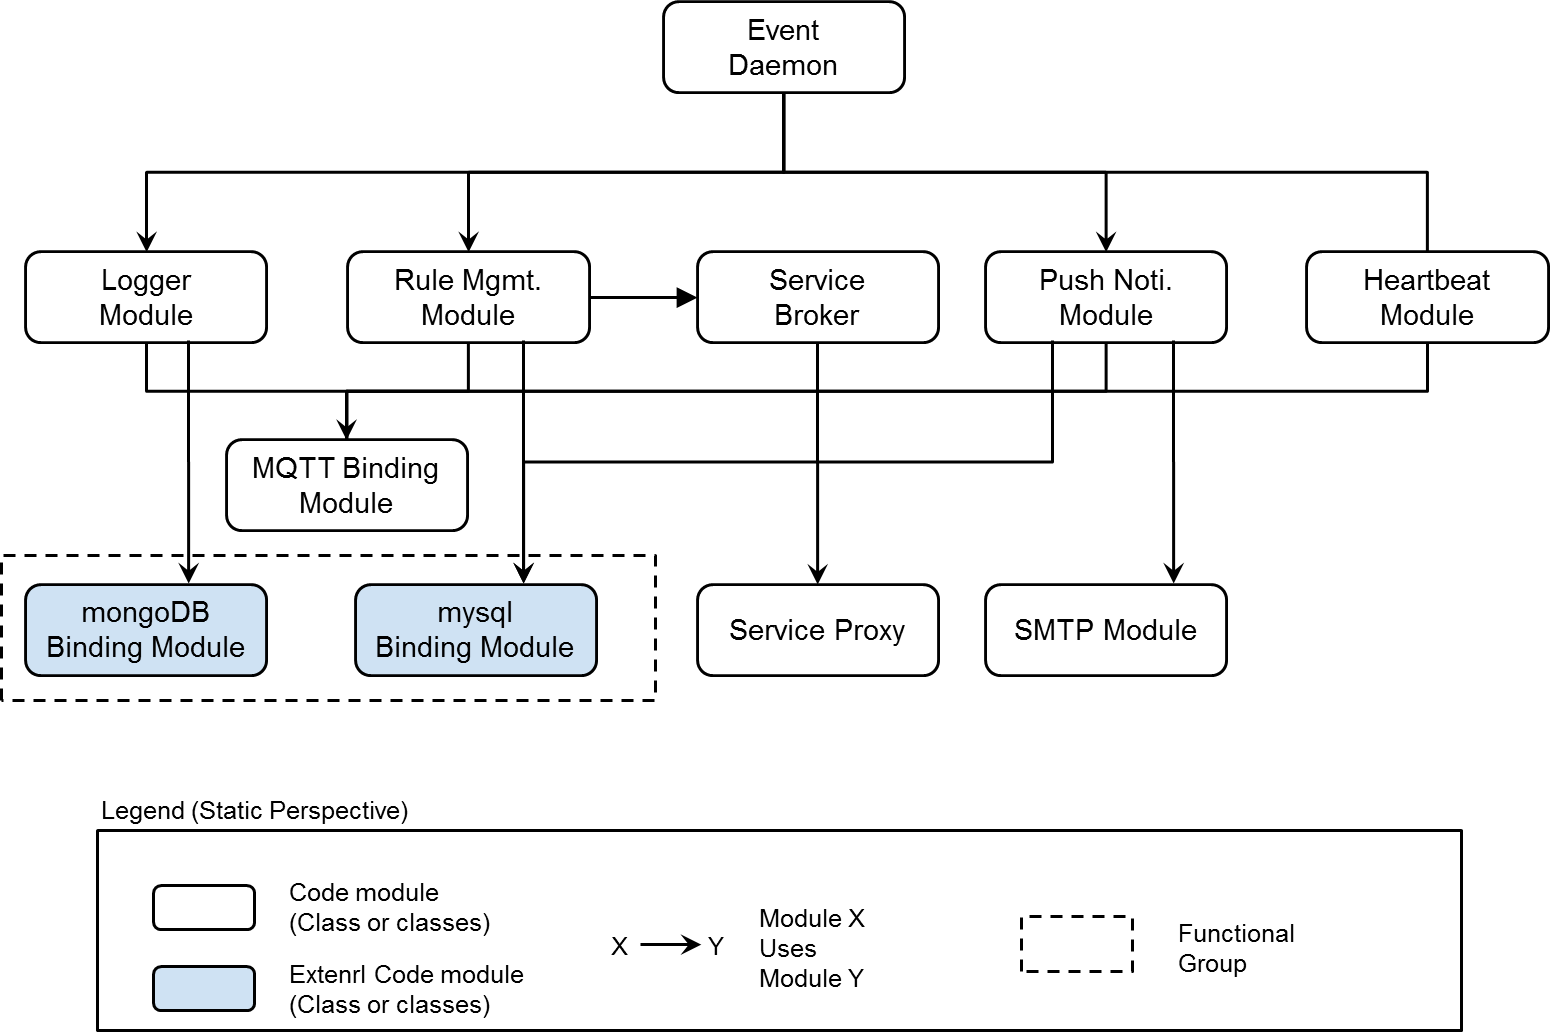 Event
Daemon
Logger
Module
Rule Mgmt.
Module
Service
Broker
Push Noti.
Module
Heartbeat
Module
MQTT Binding
Module
mongoDB
Binding Module
mysql
Binding Module
Service Proxy
SMTP Module
Legend (Static Perspective)
Code module
(Class or classes)
Extenrl Code module
(Class or classes)
X
Y
Module X
Uses
Module Y
Functional
Group